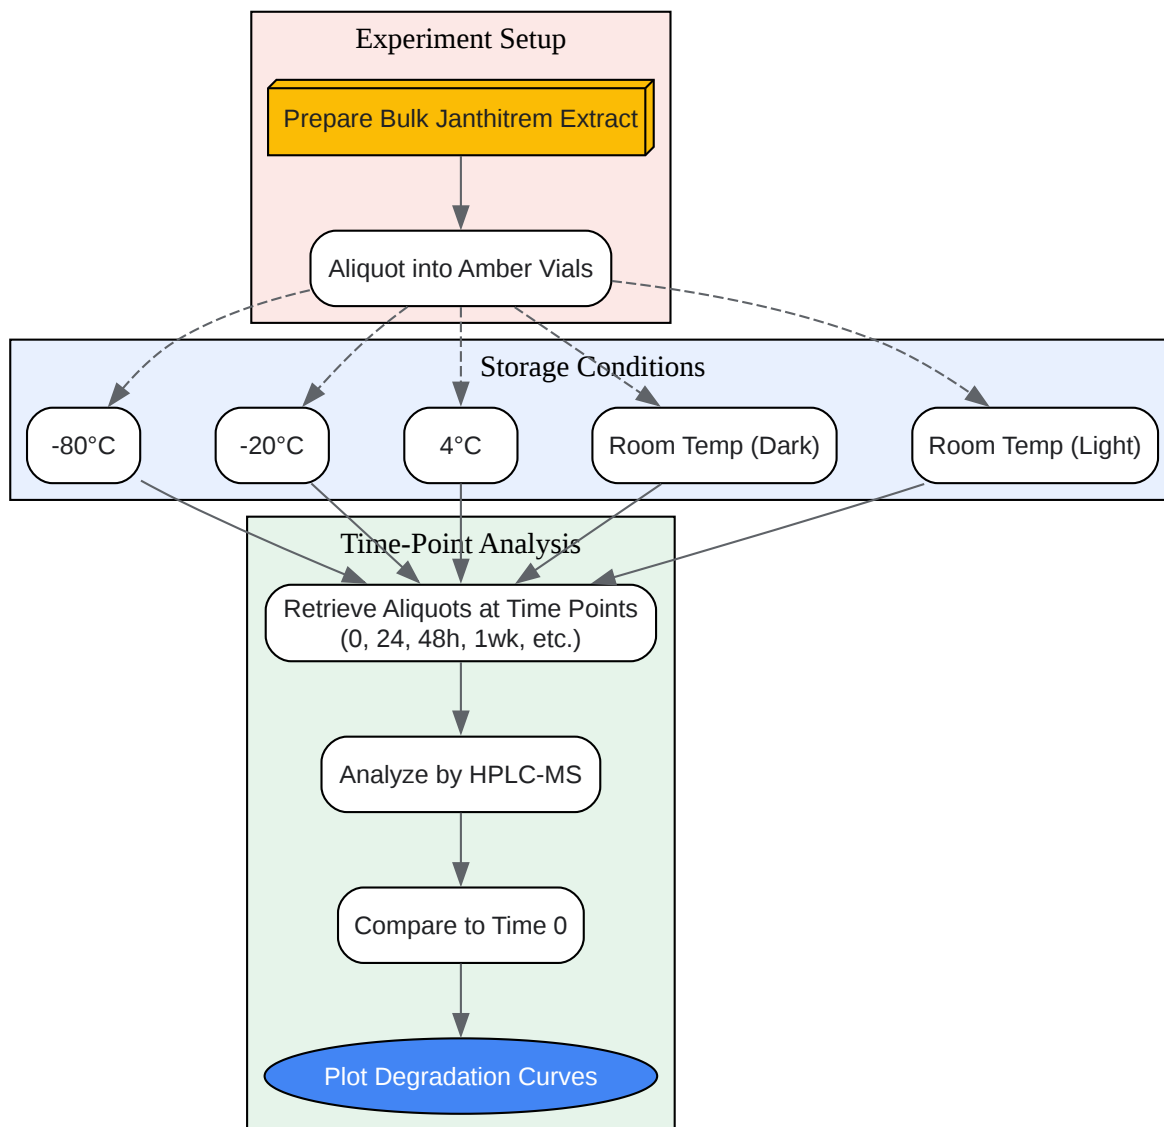 Experiment Setup
Prepare Bulk Janthitrem Extract
Aliquot into Amber Vials
Storage Conditions
-80°C
-20°C
4°C
Room Temp (Dark)
Room Temp (Light)
Time-Point Analysis
Retrieve Aliquots at Time Points
(0, 24, 48h, 1wk, etc.)
Analyze by HPLC-MS
Compare to Time 0
Plot Degradation Curves